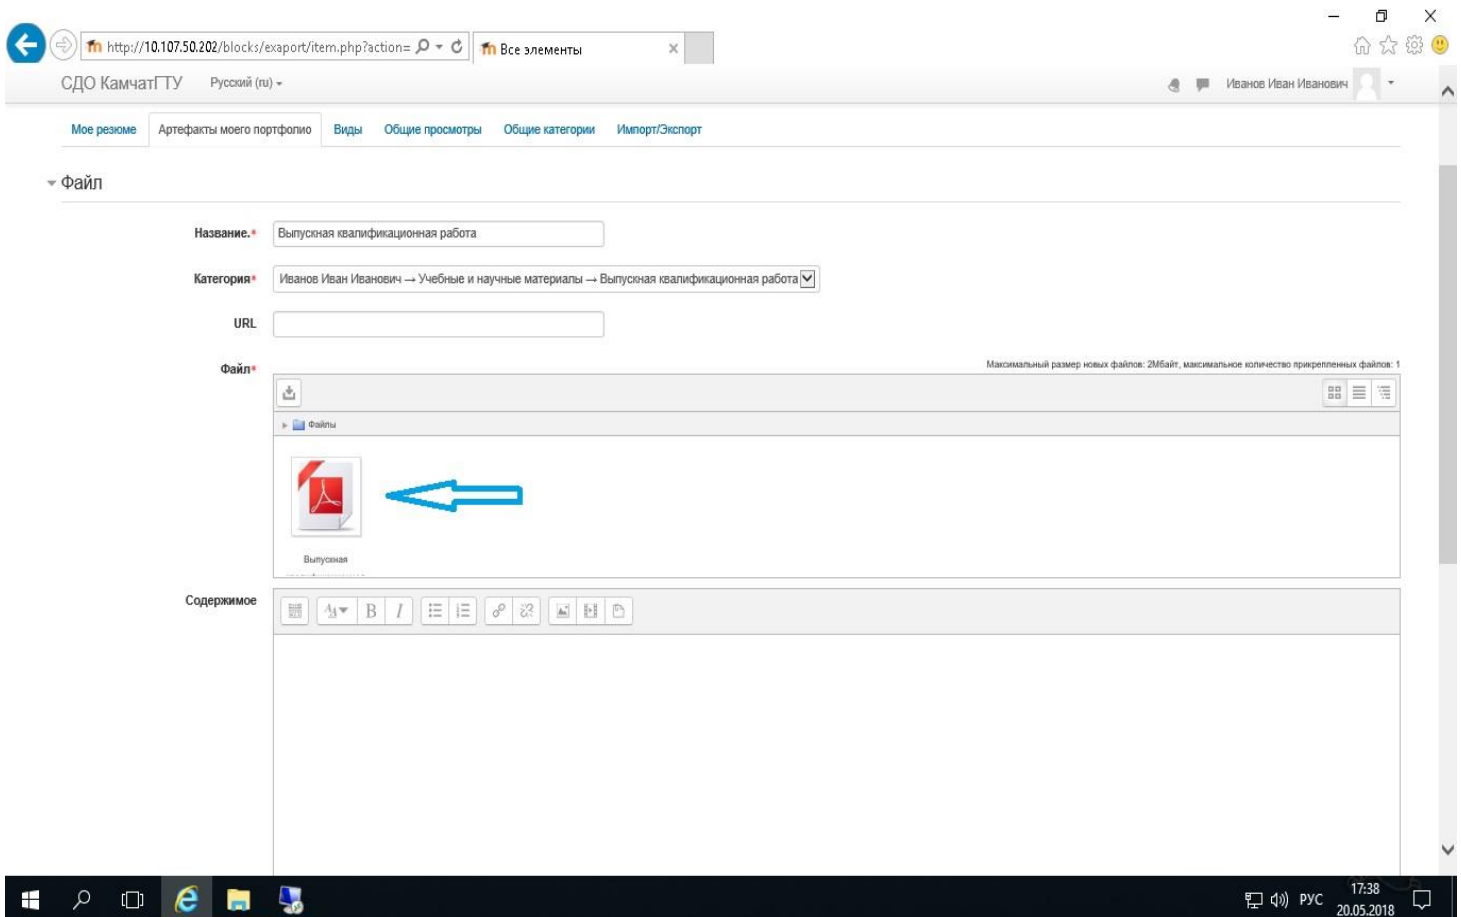 http://10.107.50.202/blocks/exaport/item.php?action=
Все элементы
СДО КамчатГТУ Русский (ru) Иванов Иван Иванович
Мое резюме Артефакты моего портфолио Виды Общие просмотры Общие категории Импорт/Экспорт
Файл
Название.* Выпускная квалификационная работа
Категория* Иванов Иван Иванович → Учебные и научные материалы → Выпускная квалификационная работа
URL
Файл* Максимальный размер новых файлов: 2Мбайт, максимальное количество прикрепленных файлов: 1
Файлы
Выпускная
Содержимое
РУС 17:38
20.05.2018